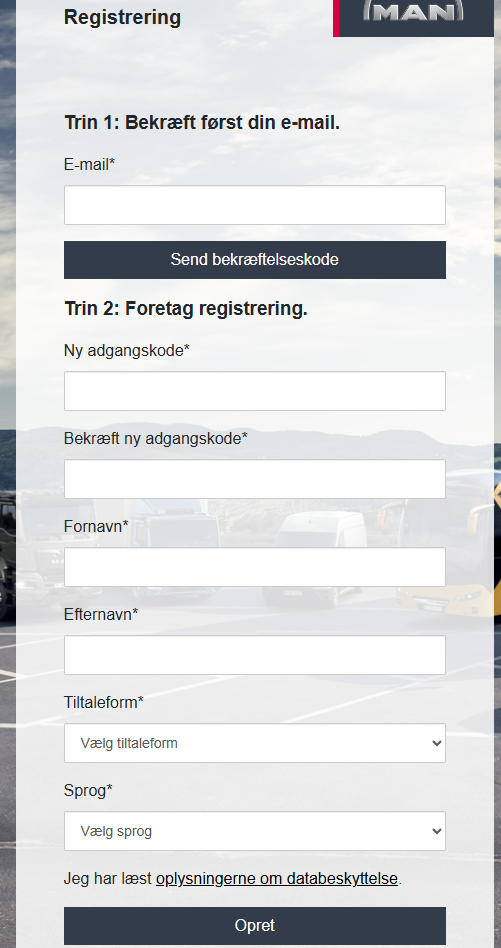 Registrering
MAN
Trin 1: Bekræft først din e-mail.
E-mail*
Send bekræftelseskode
Trin 2: Foretag registrering.
Ny adgangskode*
Bekræft ny adgangskode*
Fornavn*
Efternavn*
Tiltaleform*
Vælg tiltaleform
Sprog*
Vælg sprog
Jeg har læst oplysningerne om databeskyttelse.
Opret